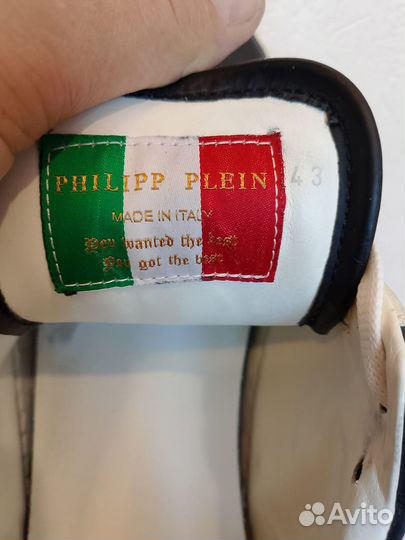 PHILIPP PLEIN
43
MADE IN ITALY
You wanted the best
You got the best
Avito